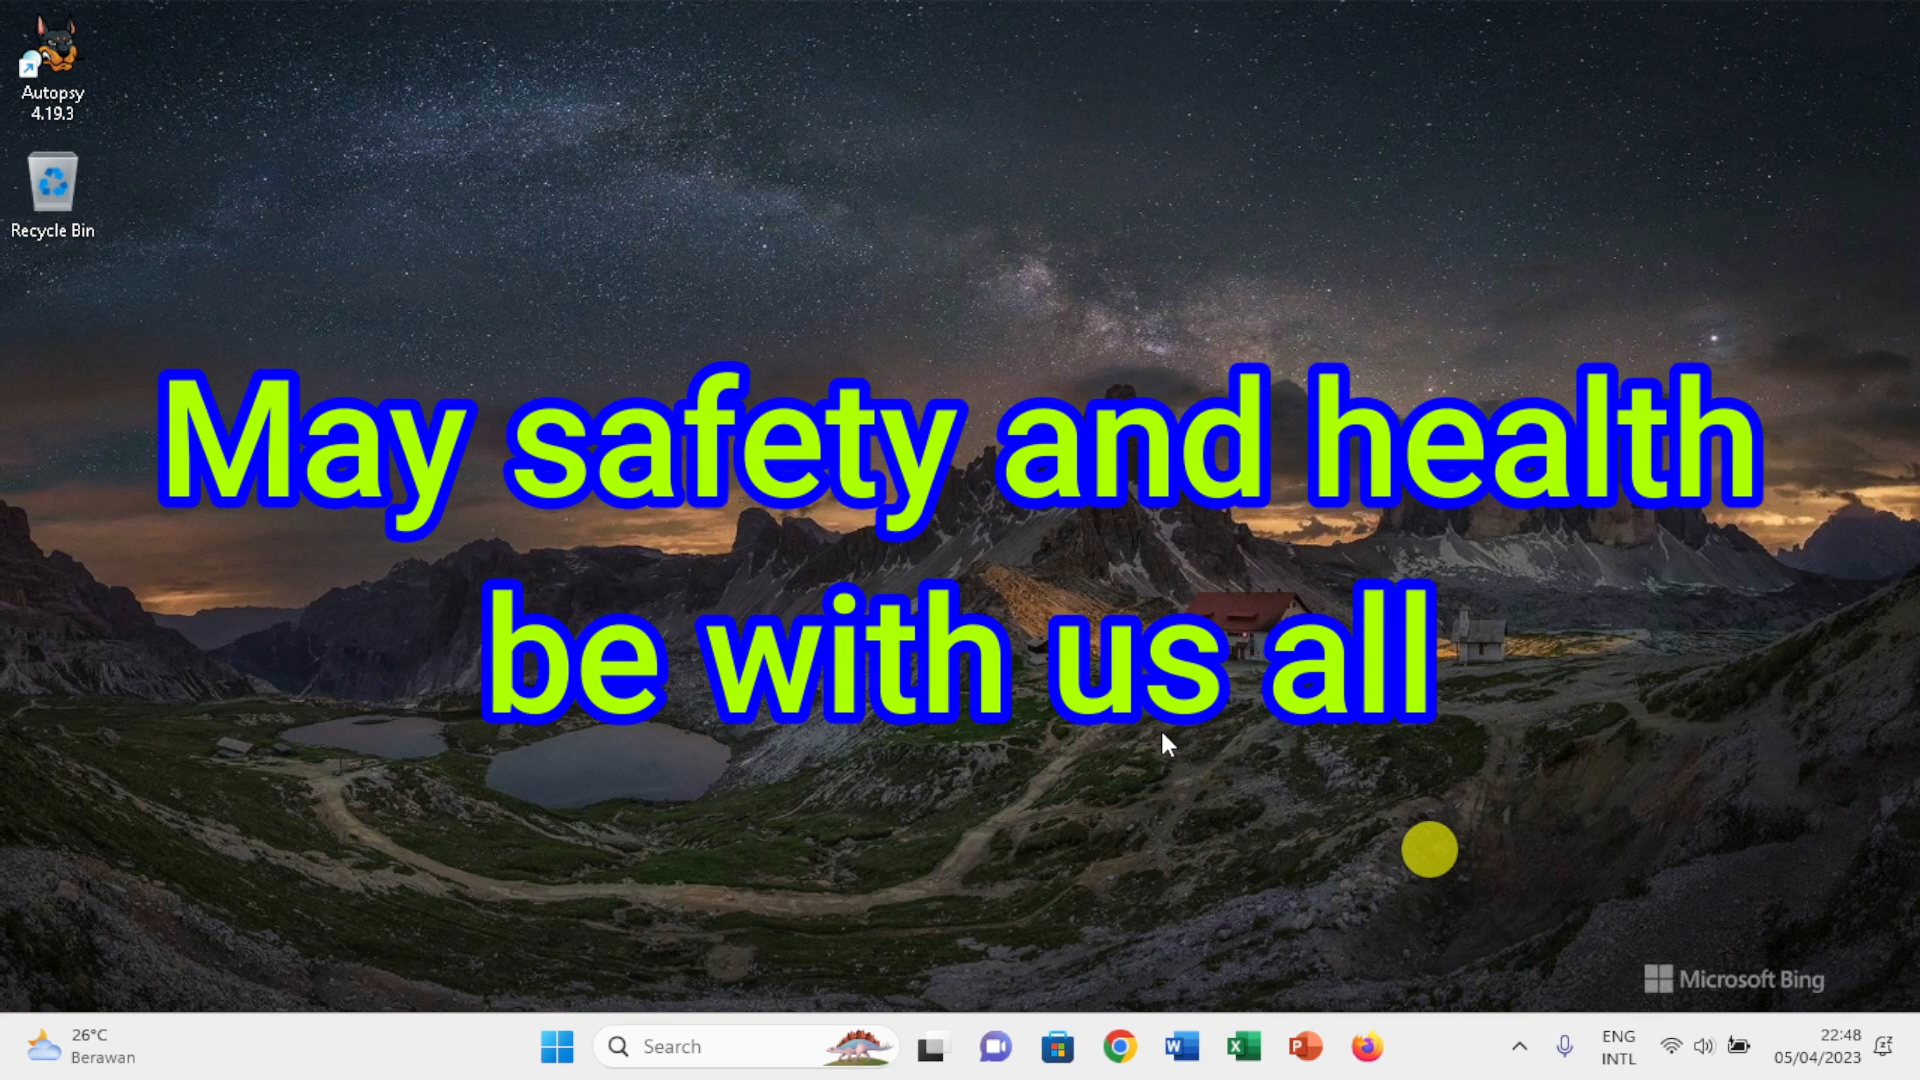 Autopsy
4.19.3
Recycle Bin
May safety and health
be with us all
Microsoft Bing
26°C
Berawan
Search
ENG
INTL
22:48
05/04/2023